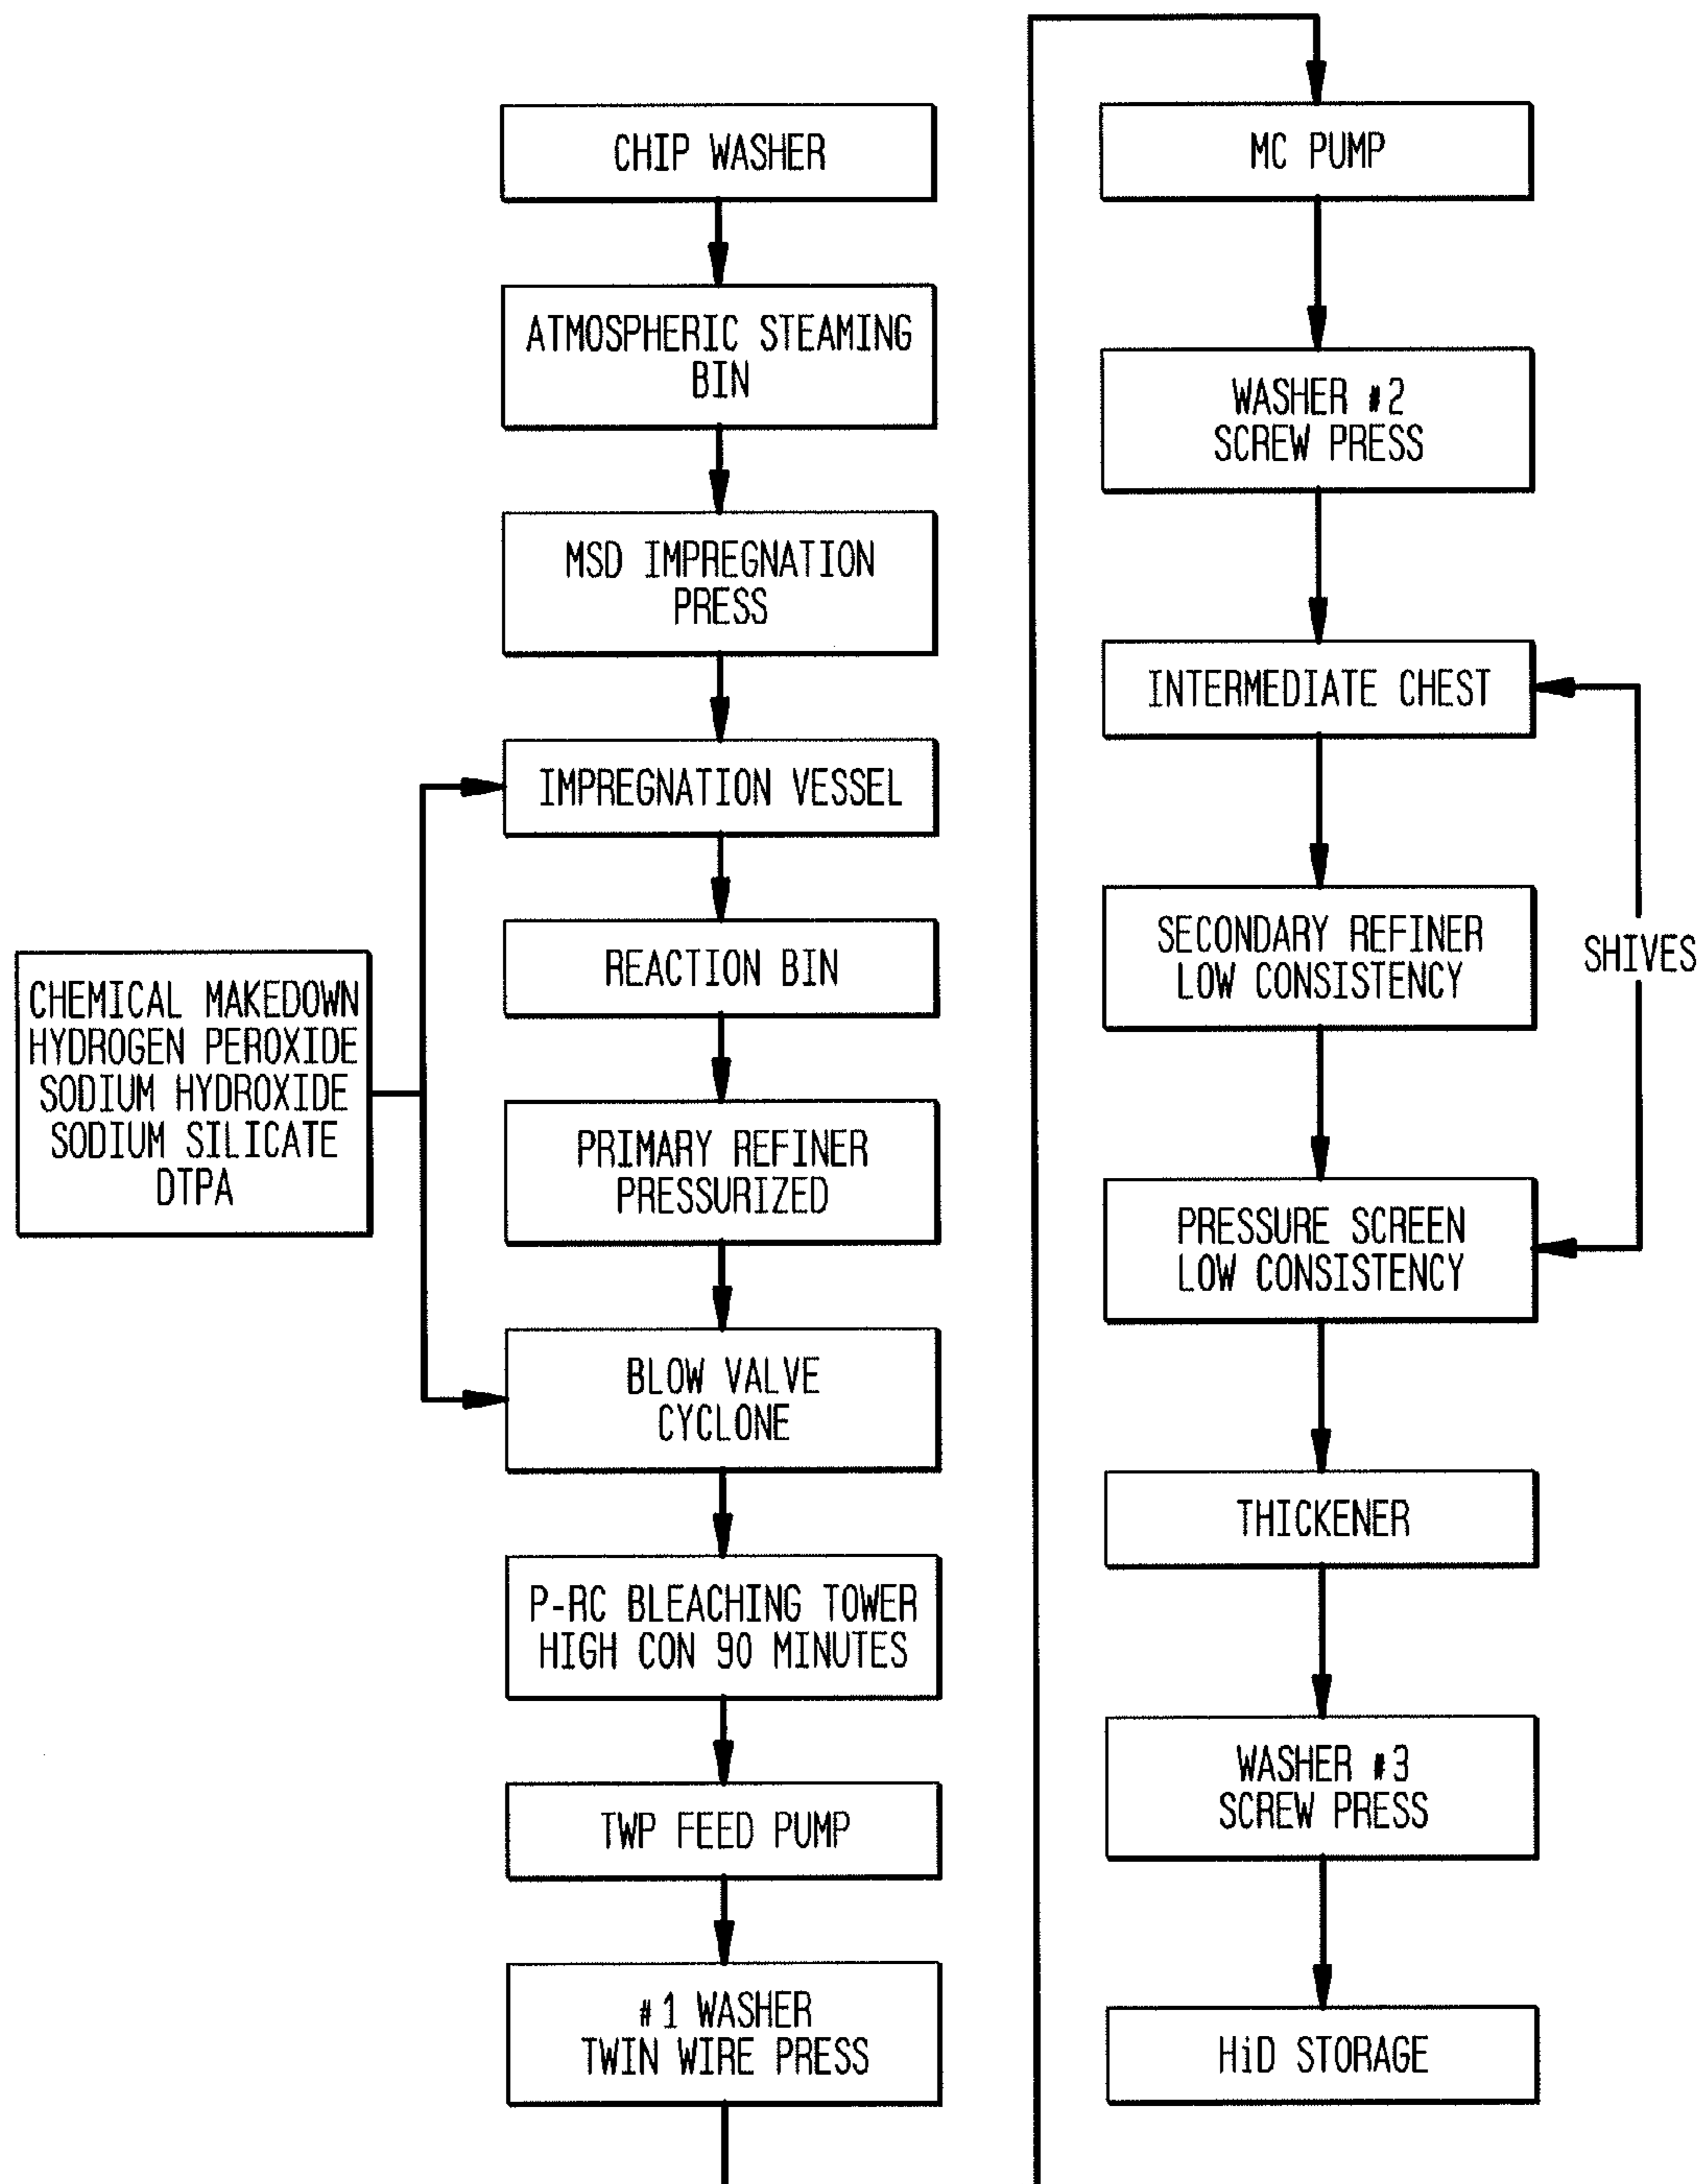 CHIP WASHER
ATMOSPHERIC STEAMING
BIN
MSD IMPREGNATION
PRESS
IMPREGNATION VESSEL
REACTION BIN
CHEMICAL MAKEDOWN
HYDROGEN PEROXIDE
SODIUM HYDROXIDE
SODIUM SILICATE
DTPA
PRIMARY REFINER
PRESSURIZED
BLOW VALVE
CYCLONE
P-RC BLEACHING TOWER
HIGH CON 90 MINUTES
TWP FEED PUMP
#1 WASHER
TWIN WIRE PRESS
MC PUMP
WASHER #2
SCREW PRESS
INTERMEDIATE CHEST
SECONDARY REFINER
LOW CONSISTENCY
SHIVES
PRESSURE SCREEN
LOW CONSISTENCY
THICKENER
WASHER #3
SCREW PRESS
HiD STORAGE